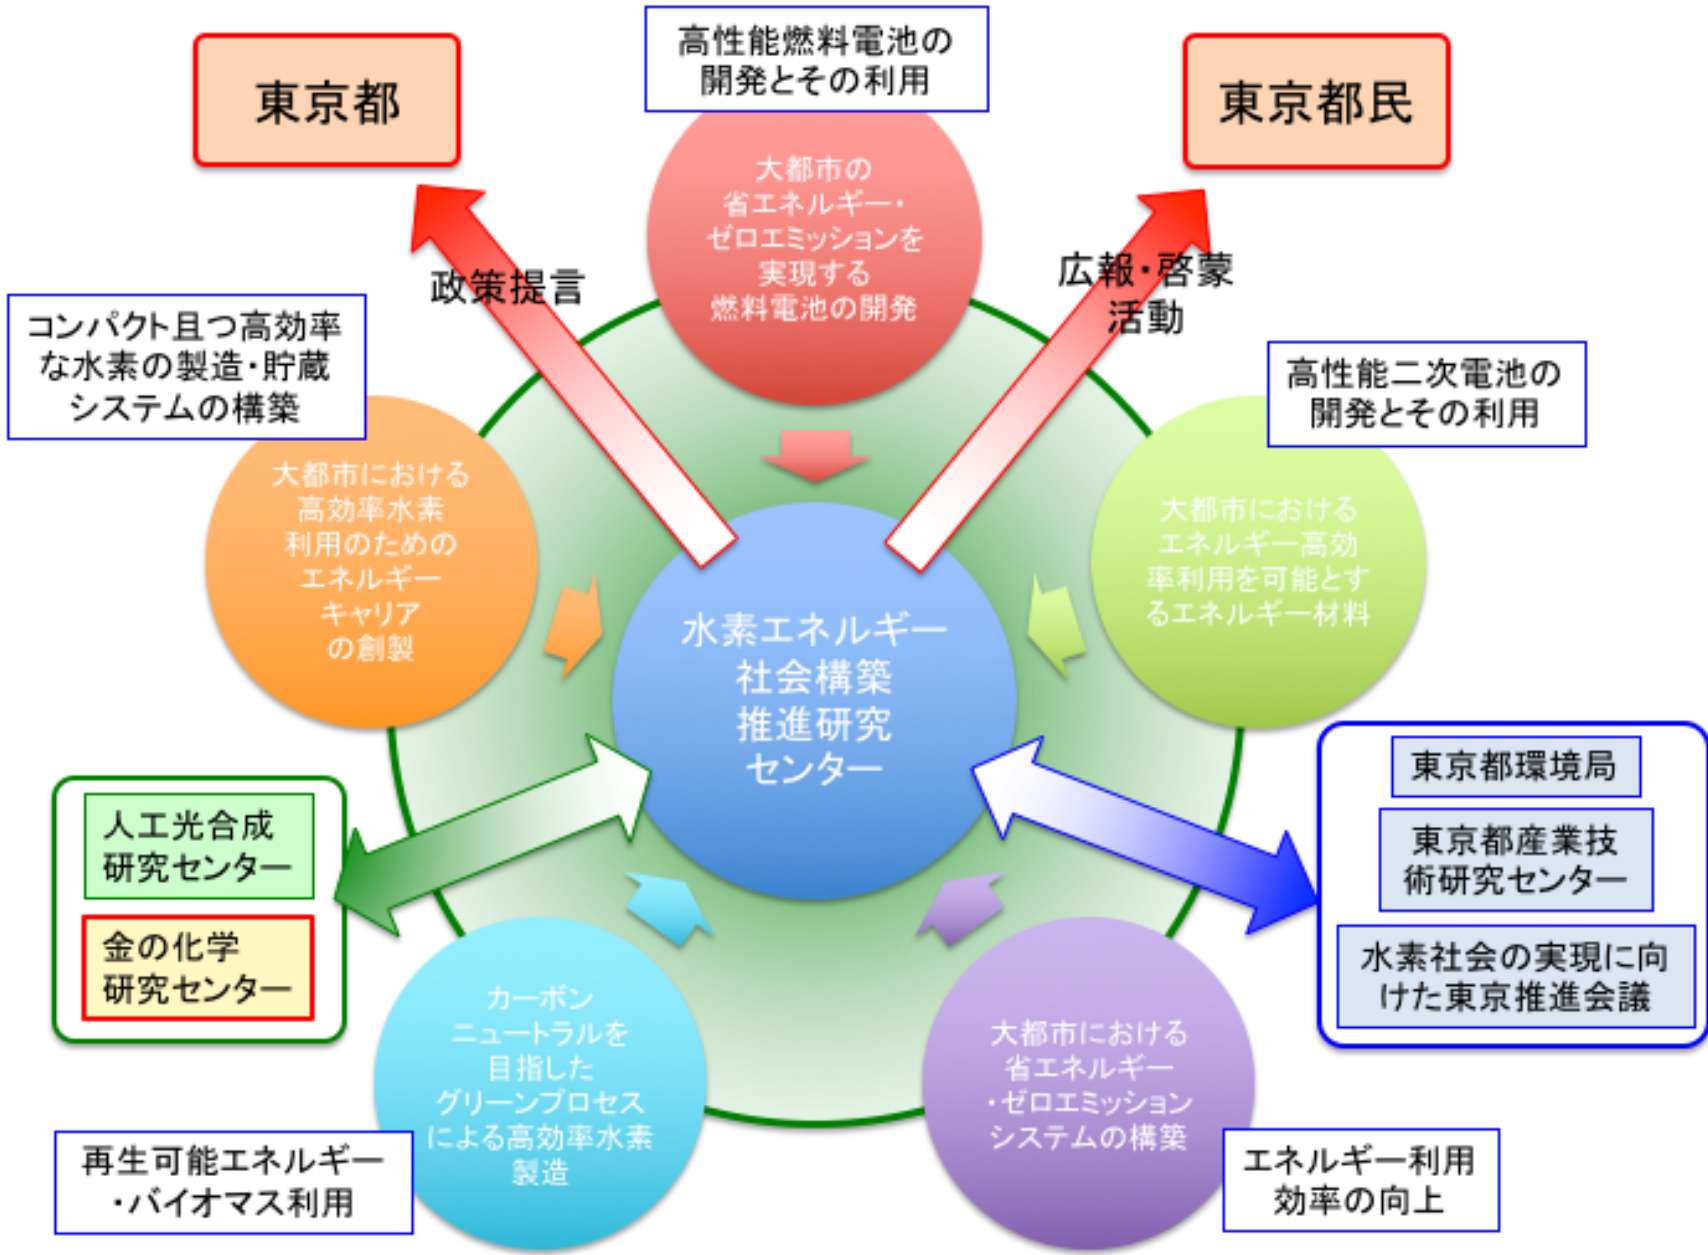 東京都
高性能燃料電池の
開発とその利用
東京都民
大都市の
省エネルギー・
ゼロエミッションを
実現する
燃料電池の開発
政策提言
広報・啓蒙
活動
コンパクト且つ高効率
な水素の製造・貯蔵
システムの構築
高性能二次電池の
開発とその利用
大都市における
高効率水素
利用のための
エネルギー
キャリア
の創製
大都市における
エネルギー高効
率利用を可能とす
るエネルギー材料
水素エネルギー
社会構築
推進研究
センター
人工光合成
研究センター
金の化学
研究センター
東京都環境局
東京都産業技
術研究センター
水素社会の実現に向
けた東京推進会議
カーボン
ニュートラルを
目指した
グリーンプロセス
による高効率水素
製造
大都市における
省エネルギー
・ゼロエミッション
システムの構築
再生可能エネルギー
・バイオマス利用
エネルギー利用
効率の向上